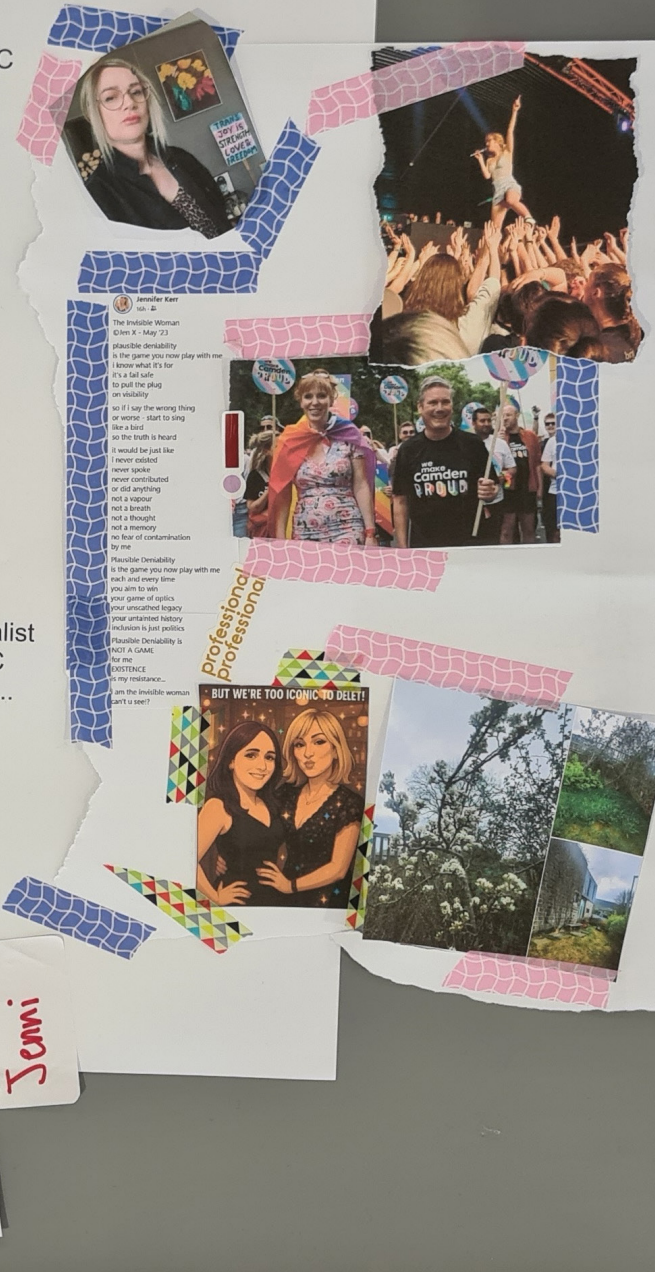 C
TRANS
JOY IS
STRENGTH
LOVE &
FREEDOM
Jennifer Kerr
16h
The Invisible Woman
©Jen X - May '23
plausible deniability
is the game you now play with me
i know what it's for
it's a fail safe
to pull the plug
on visibility
so if i say the wrong thing
or worse - start to sing
like a bird
so the truth is heard
it would be just like
I never existed
never spoke
never contributed
or did anything
not a vapour
not a breath
not a thought
not a memory
no fear of contamination
by me
Plausible Deniability
is the game you now play with me
each and every time
you aim to win
your game of optics
your unscathed legacy
your untainted history
inclusion is just politics
Plausible Deniability is
NOT A GAME
for me
EXISTENCE
is my resistance...
I am the invisible woman
can't u see!?
we make
Camden
PROUD
we
make
Camden
PROUD
PROUD
professional
professional
alist
C
..
BUT WE'RE TOO ICONIC TO DELET!
Jenni